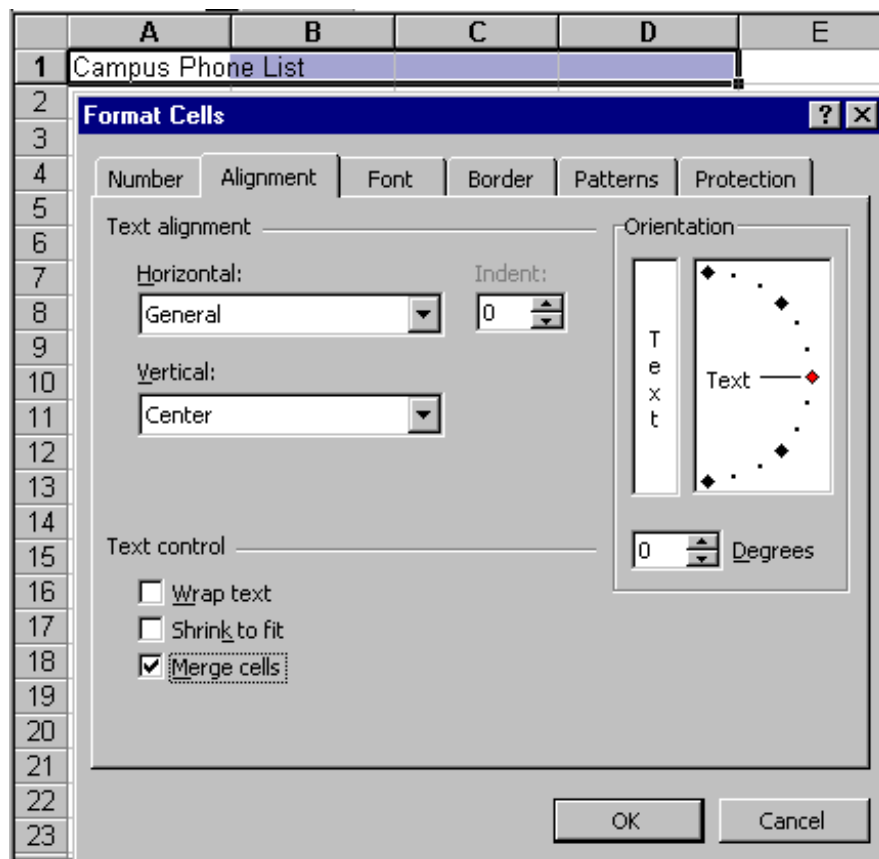 A B C D E
1 Campus Phone List
2
Format Cells ? X
3
4 Number Alignment Font Border Patterns Protection
5
Text alignment Orientation
6
7 Horizontal: Indent:
8 General 0
9
Text
10 Vertical: Text
11 Center
12
13
14
15 Text control 0 Degrees
16 Wrap text
17 Shrink to fit
18 Merge cells
19
20
21
22
OK Cancel
23